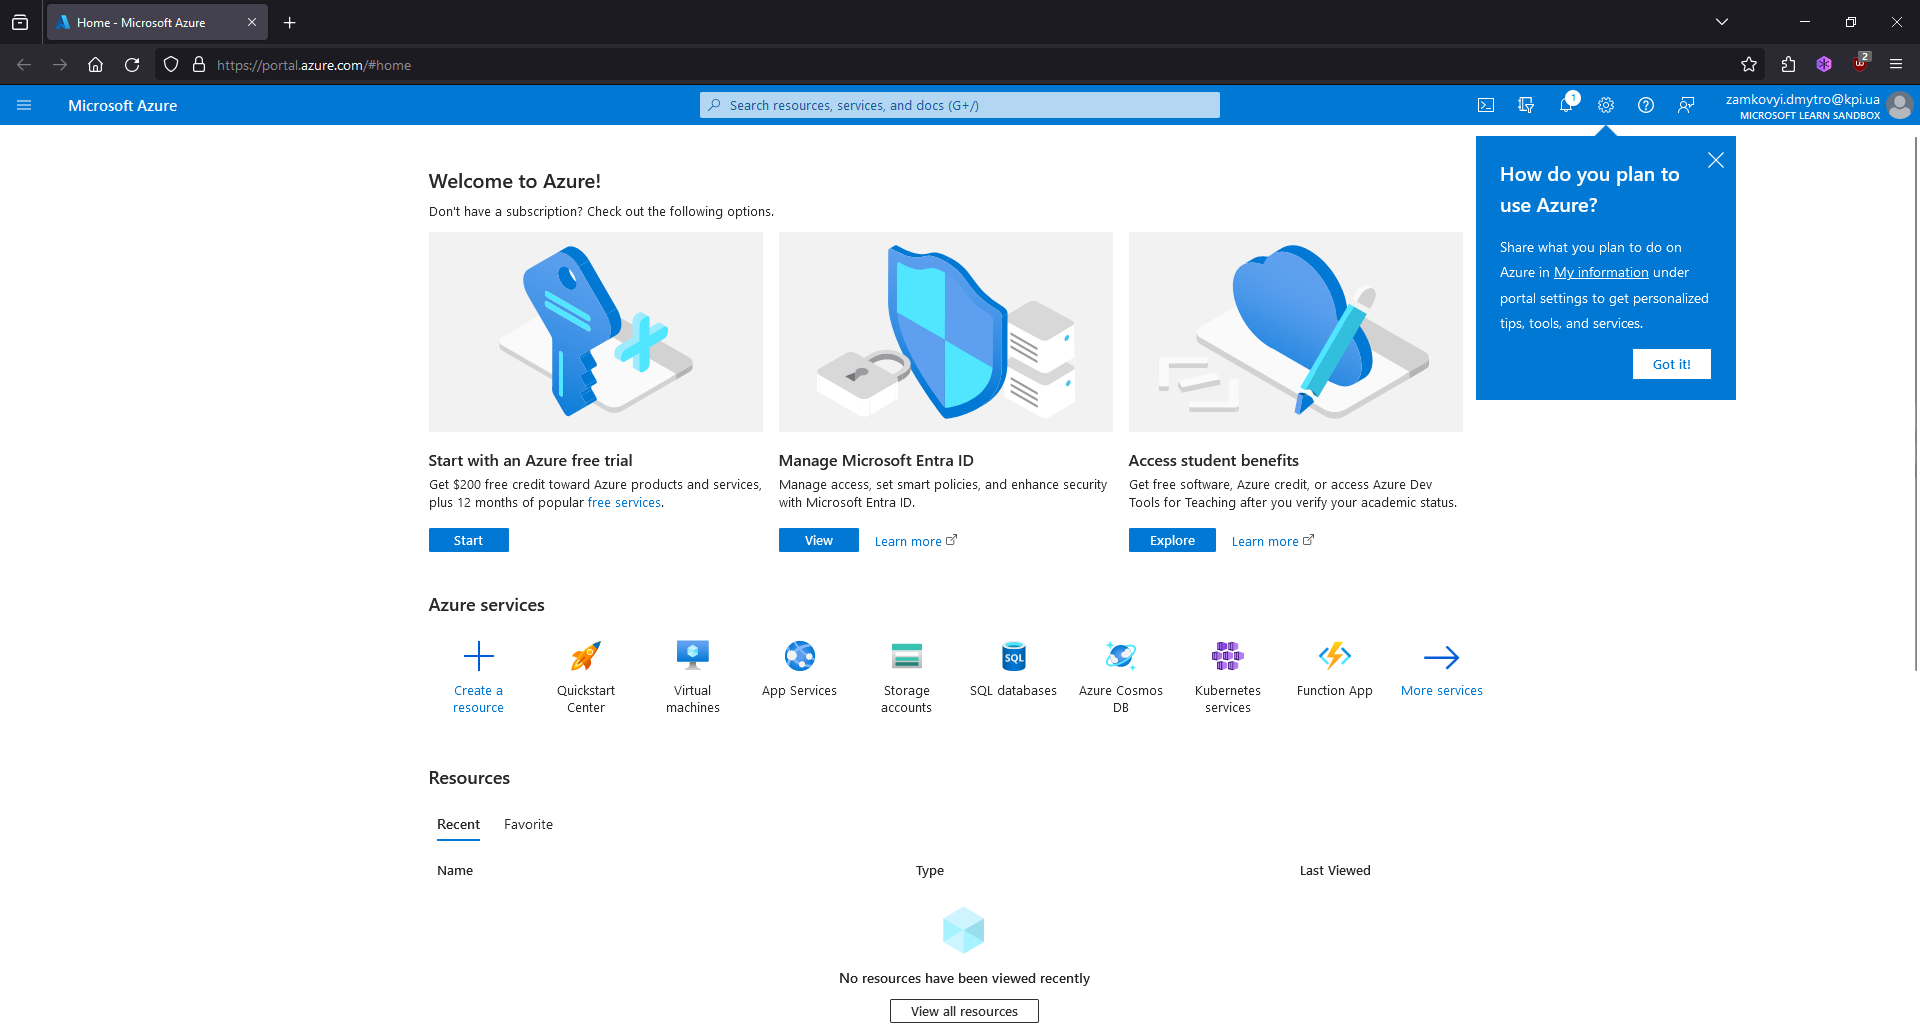 Home - Microsoft Azure
https://portal.azure.com/#home
2
Microsoft Azure
Search resources, services, and docs (G+/)
1
zamkovyi.dmytro@kpi.ua
MICROSOFT LEARN SANDBOX
How do you plan to
use Azure?
Share what you plan to do on
Azure in My information under
portal settings to get personalized
tips, tools, and services.
Got it!
Welcome to Azure!
Don't have a subscription? Check out the following options.
Start with an Azure free trial
Get $200 free credit toward Azure products and services,
plus 12 months of popular free services.
Start
Manage Microsoft Entra ID
Manage access, set smart policies, and enhance security
with Microsoft Entra ID.
View
Learn more
Access student benefits
Get free software, Azure credit, or access Azure Dev
Tools for Teaching after you verify your academic status.
Explore
Learn more
Azure services
Create a
resource
Quickstart
Center
Virtual
machines
App Services
Storage
accounts
SQL
SQL databases
Azure Cosmos
DB
Kubernetes
services
Function App
More services
Resources
Recent
Favorite
Name
Type
Last Viewed
No resources have been viewed recently
View all resources